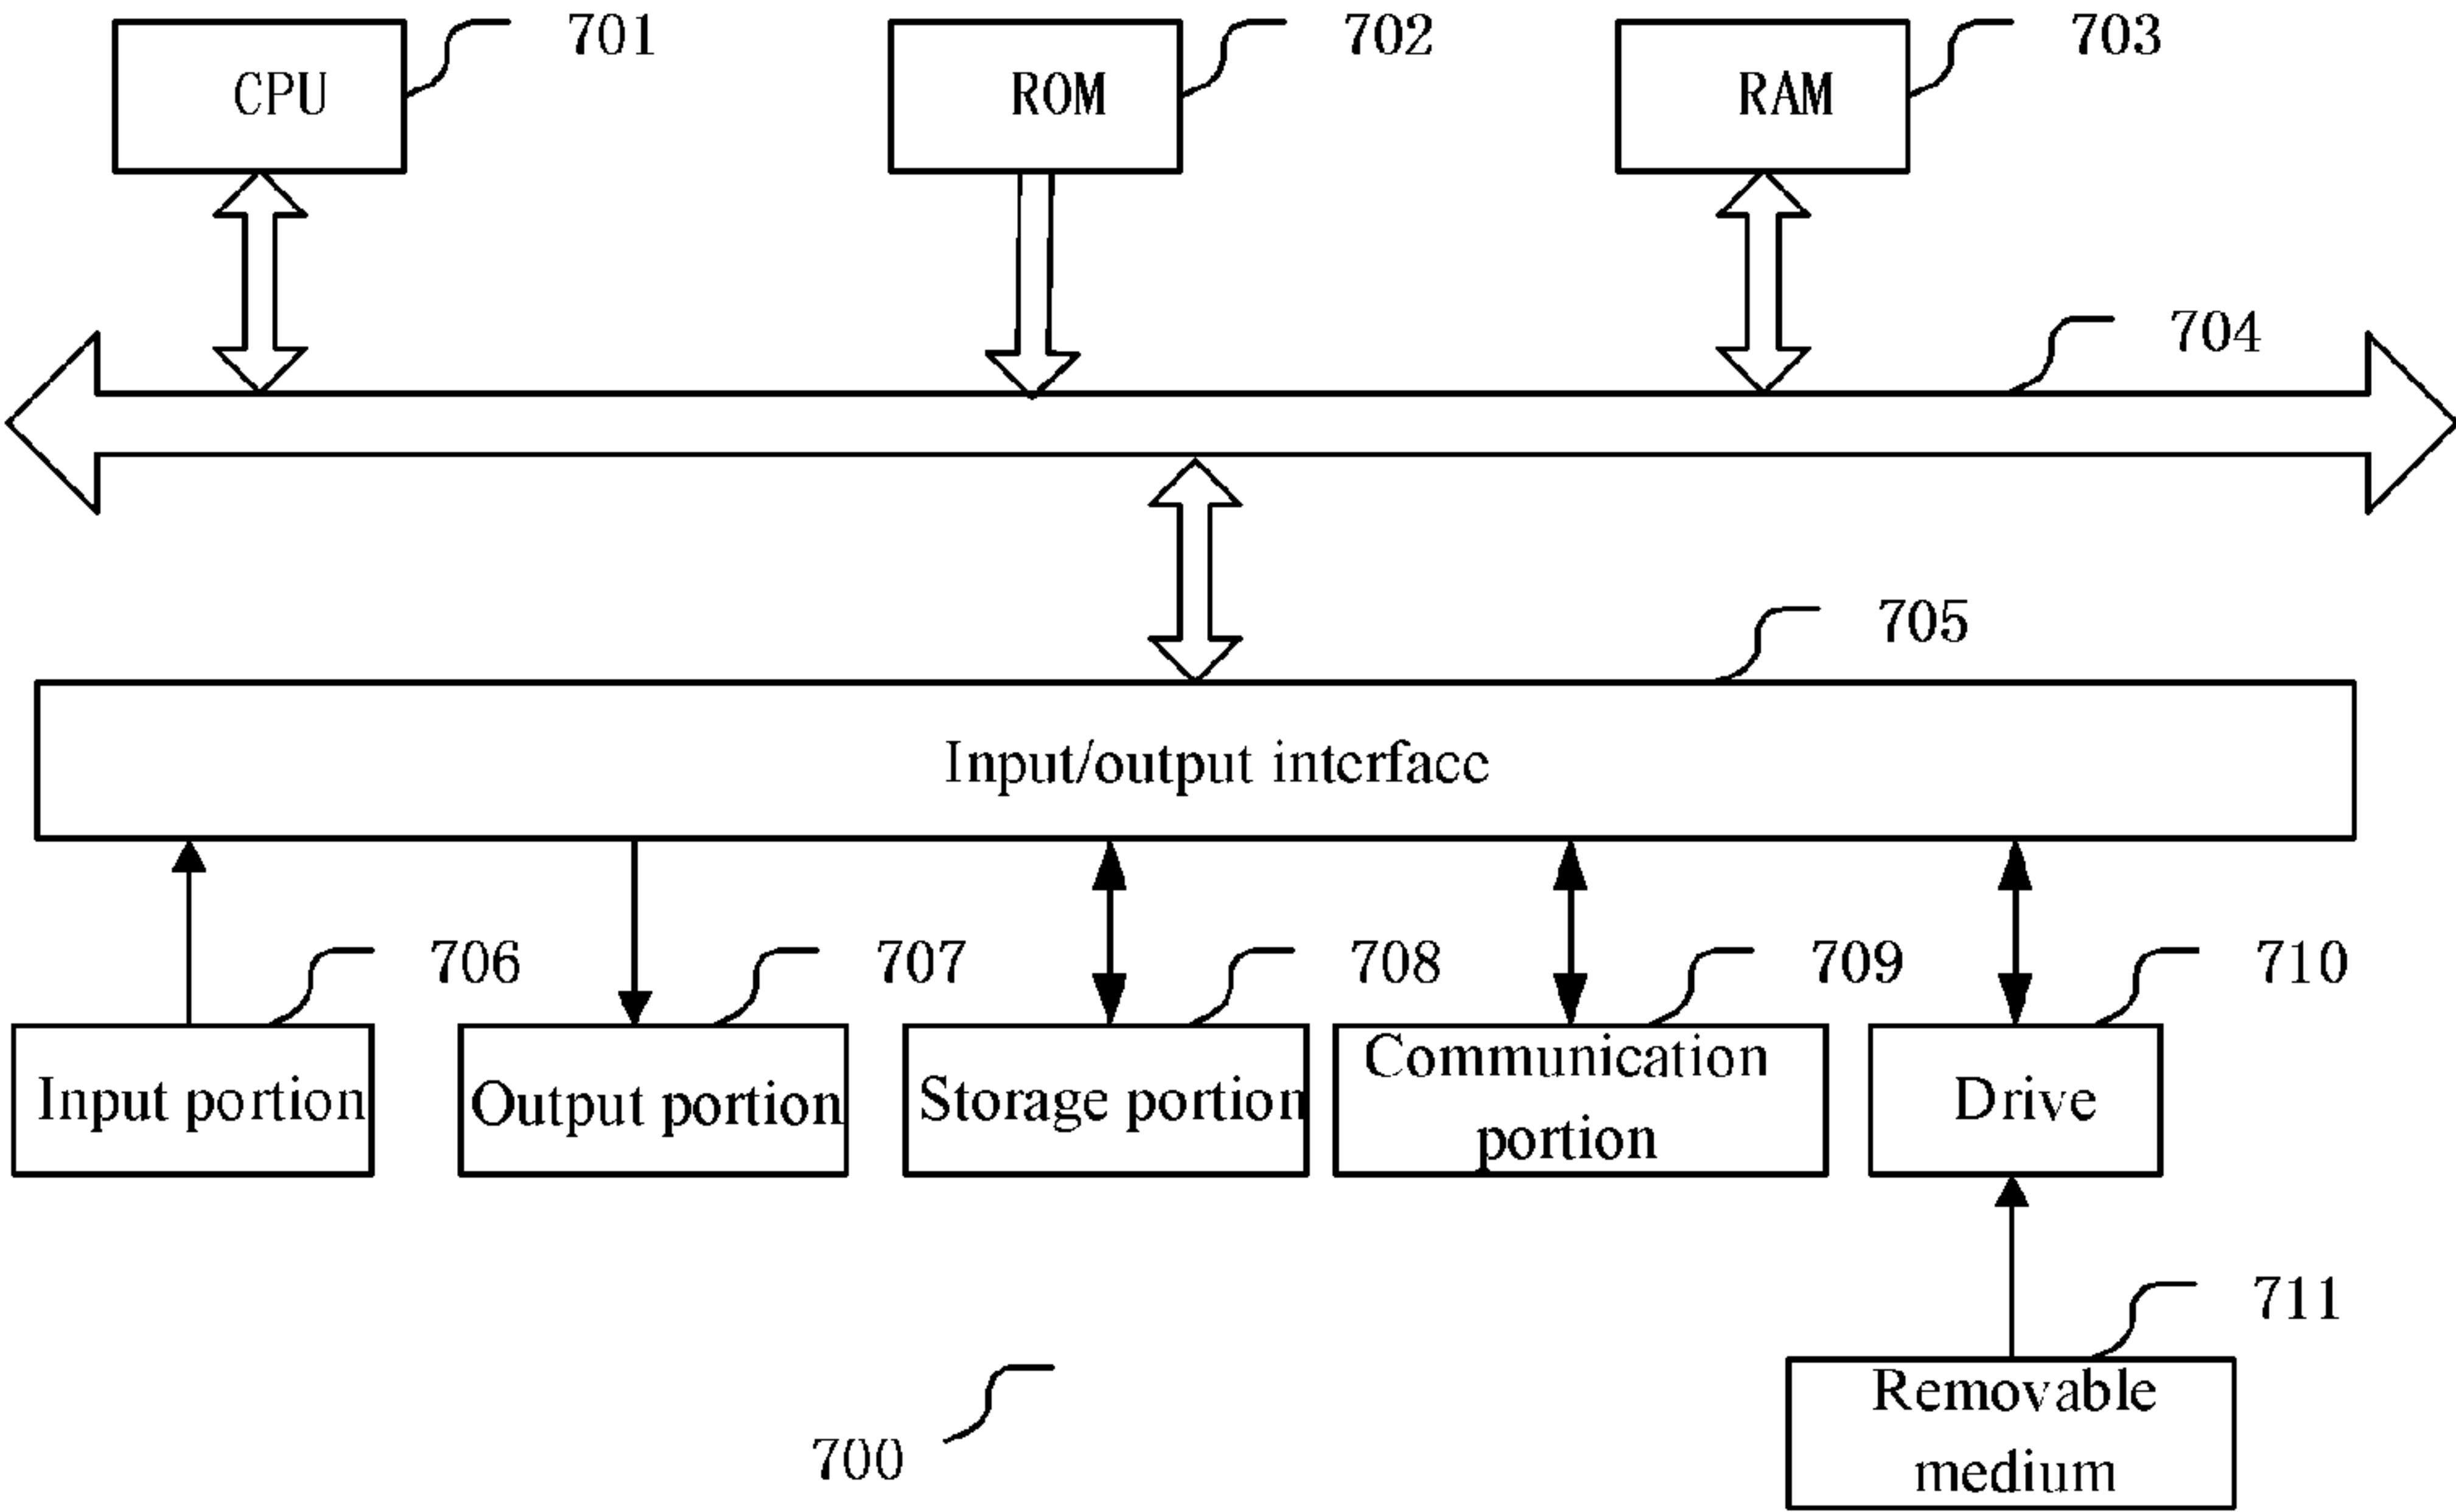 701
702
703
CPU
ROM
RAM
704
705
Input/output interface
706
707
708
709
710
Input portion
Output portion
Storage portion
Communication
portion
Drive
711
Removable
medium
700